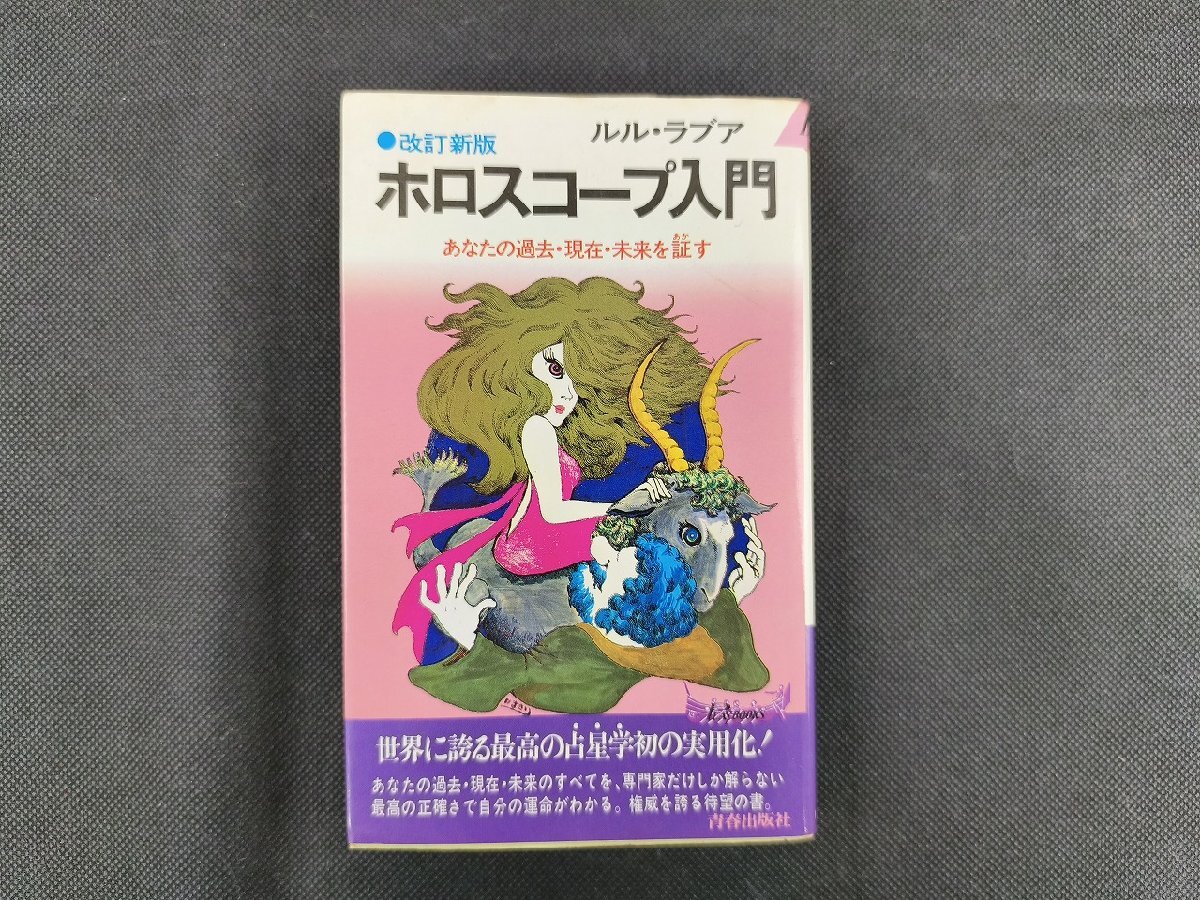 ルル・ラブア
●改訂新版
ホロスコープ入門
あなたの過去・現在・未来を証す
あか
BOOKS
世界に誇る最高の占星学初の実用化!
あなたの過去・現在・未来のすべてを、専門家だけしか解らない
最高の正確さで自分の運命がわかる。権威を誇る待望の書。
青春出版社